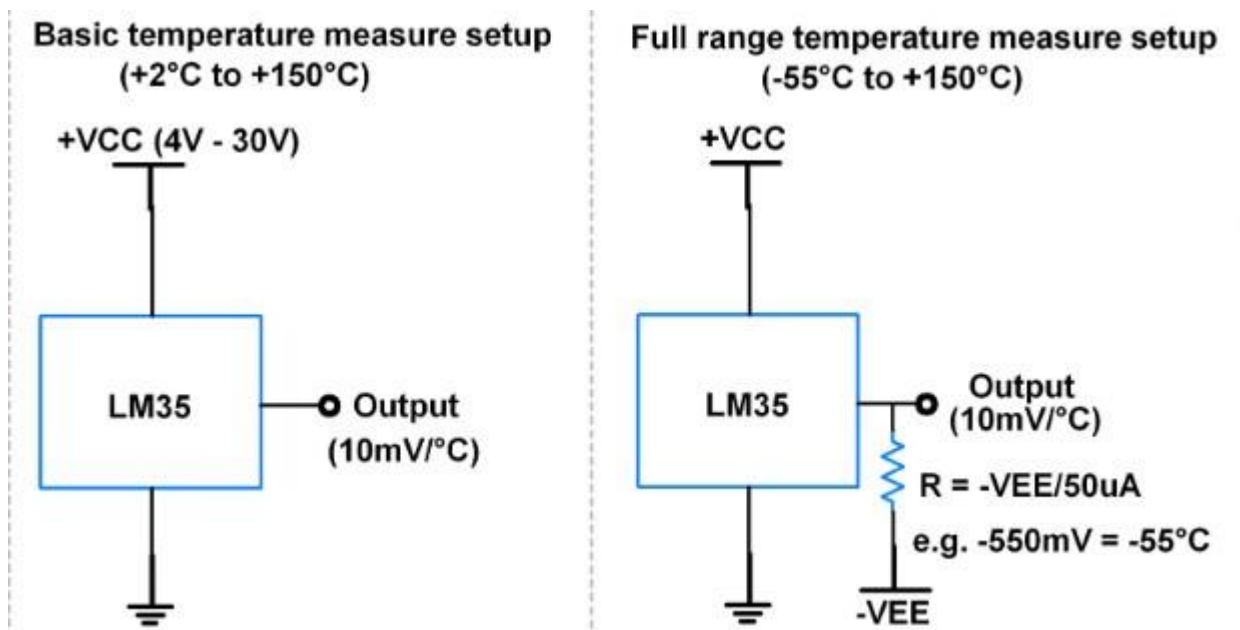 Basic temperature measure setup
(+2°C to +150°C)
+VCC (4V - 30V)
LM35
Output
(10mV/°C)
Full range temperature measure setup
(-55°C to +150°C)
+VCC
LM35
Output
(10mV/°C)
R = -VEE/50uA
e.g. -550mV = -55°C
-VEE